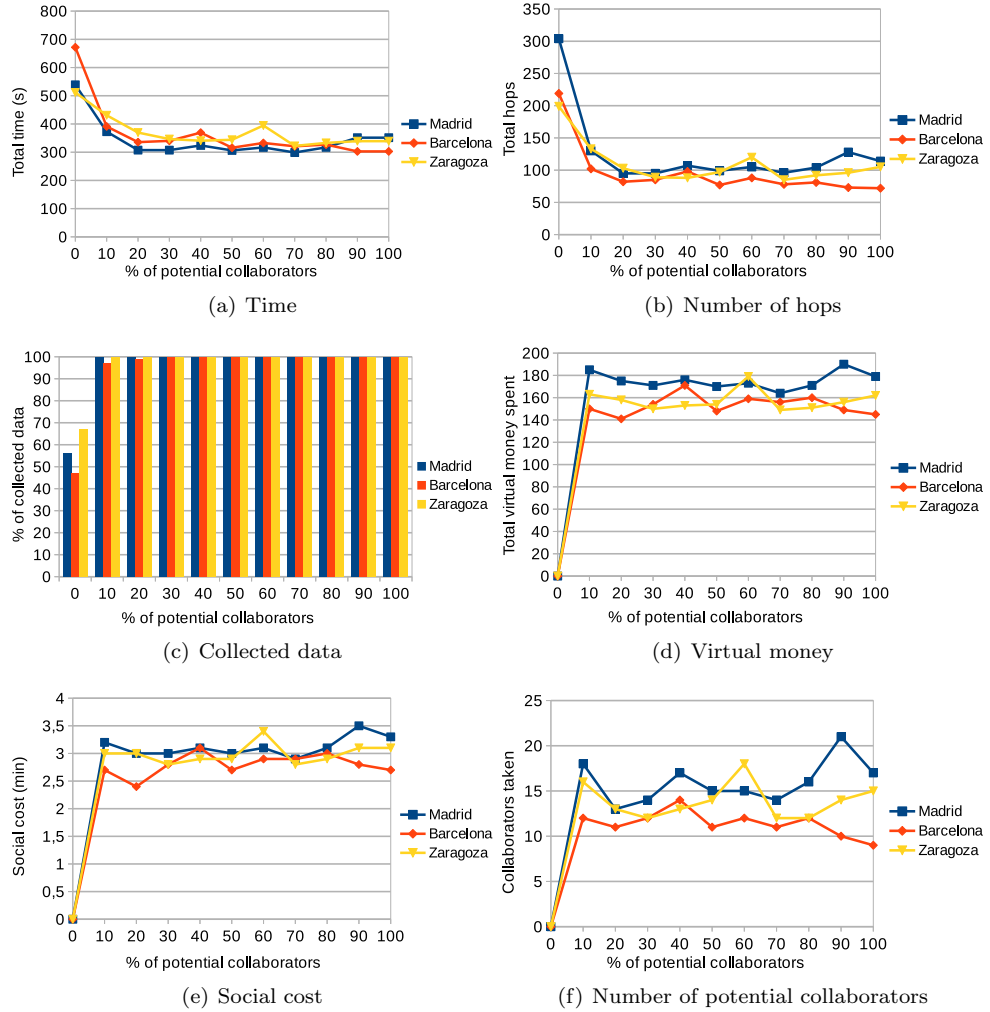 800
700
600
500
400
300
200
100
0
Total time (s)
0 10 20 30 40 50 60 70 80 90 100
% of potential collaborators
Madrid
Barcelona
Zaragoza
(a) Time
350
300
250
200
150
100
50
0
Total hops
0 10 20 30 40 50 60 70 80 90 100
% of potential collaborators
Madrid
Barcelona
Zaragoza
(b) Number of hops
100
90
80
70
60
50
40
30
20
10
0
% of collected data
0 10 20 30 40 50 60 70 80 90 100
% of potential collaborators
Madrid
Barcelona
Zaragoza
(c) Collected data
200
180
160
140
120
100
80
60
40
20
0
Total virtual money spent
0 10 20 30 40 50 60 70 80 90 100
% of potential collaborators
Madrid
Barcelona
Zaragoza
(d) Virtual money
4
3,5
3
2,5
2
1,5
1
0,5
0
Social cost (min)
0 10 20 30 40 50 60 70 80 90 100
% of potential collaborators
Madrid
Barcelona
Zaragoza
(e) Social cost
25
20
15
10
5
0
Collaborators taken
0 10 20 30 40 50 60 70 80 90 100
% of potential collaborators
Madrid
Barcelona
Zaragoza
(f) Number of potential collaborators